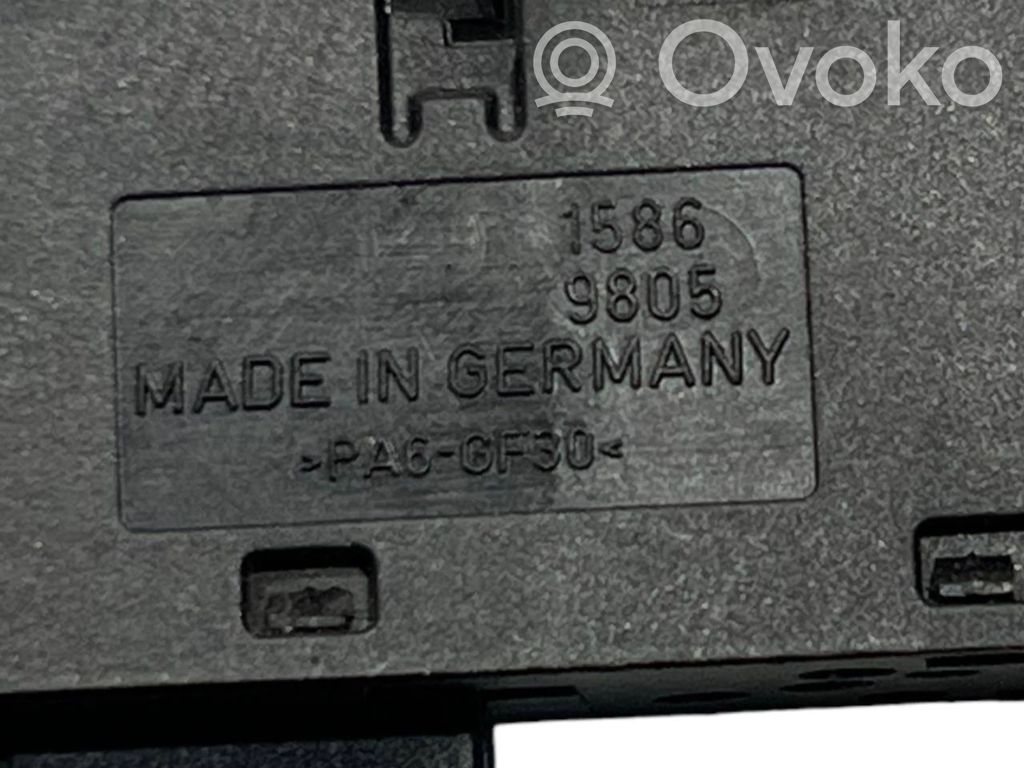 Ovoko
1586
9805
MADE IN GERMANY
>PA6-GF30<